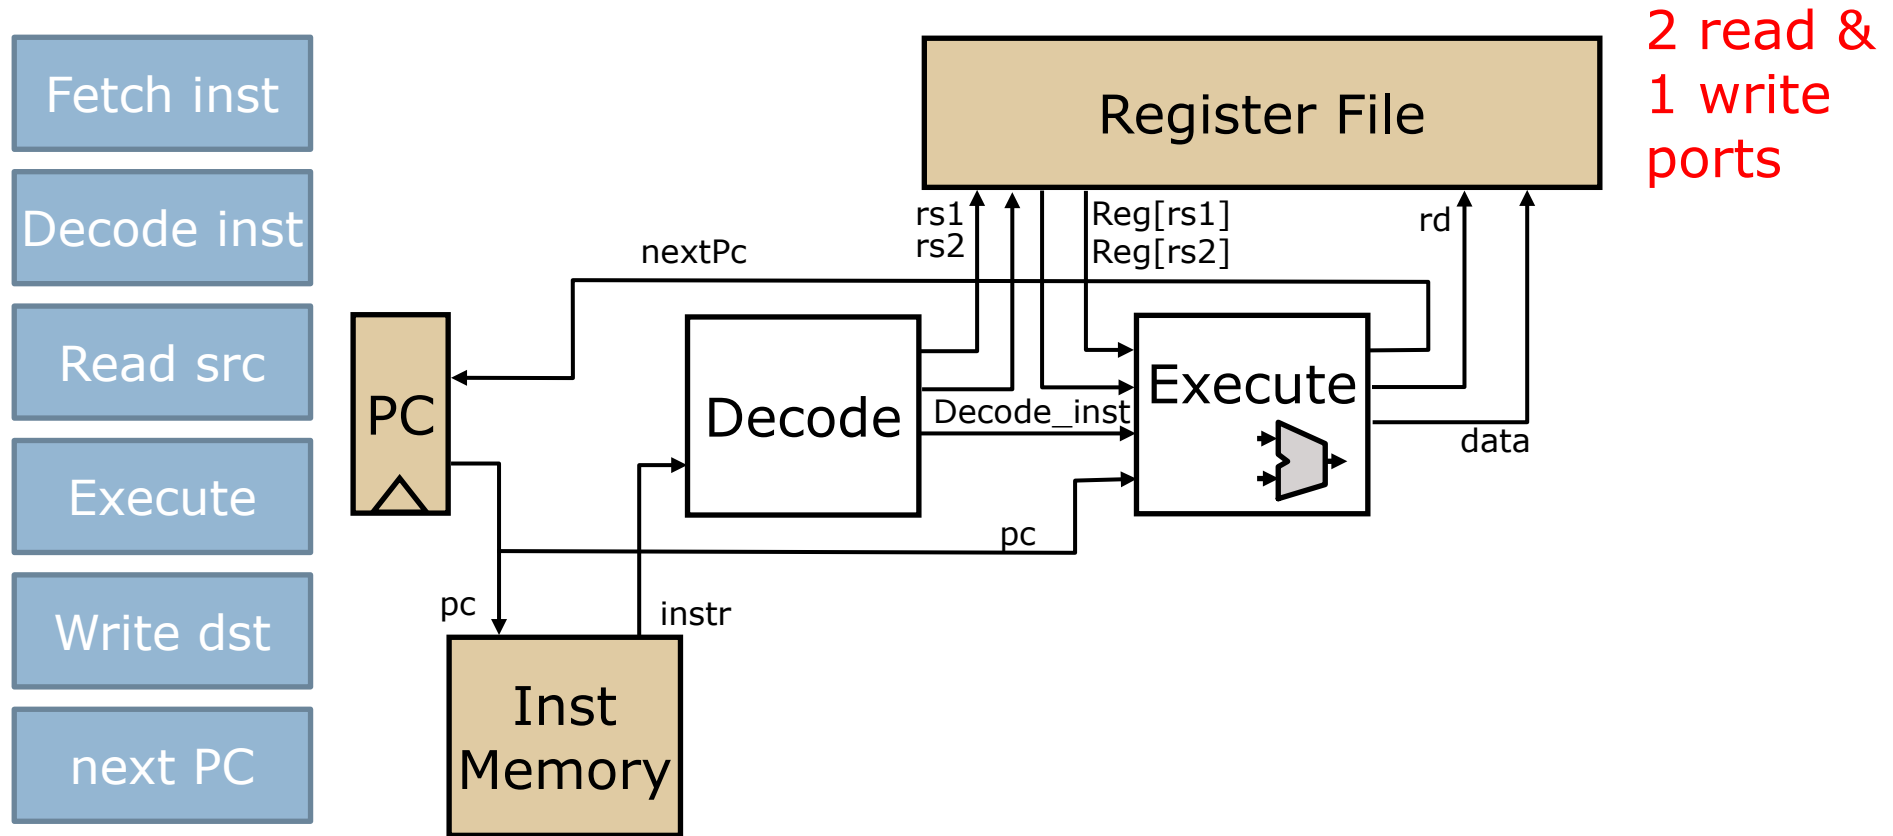 Fetch inst
Decode inst
Read src
Execute
Write dst
next PC
2 read &
1 write
ports
Register File
rs1
rs2
Reg[rs1]
Reg[rs2]
rd
nextPc
PC
Decode
Decode_inst
Execute
data
pc
pc
instr
Inst
Memory